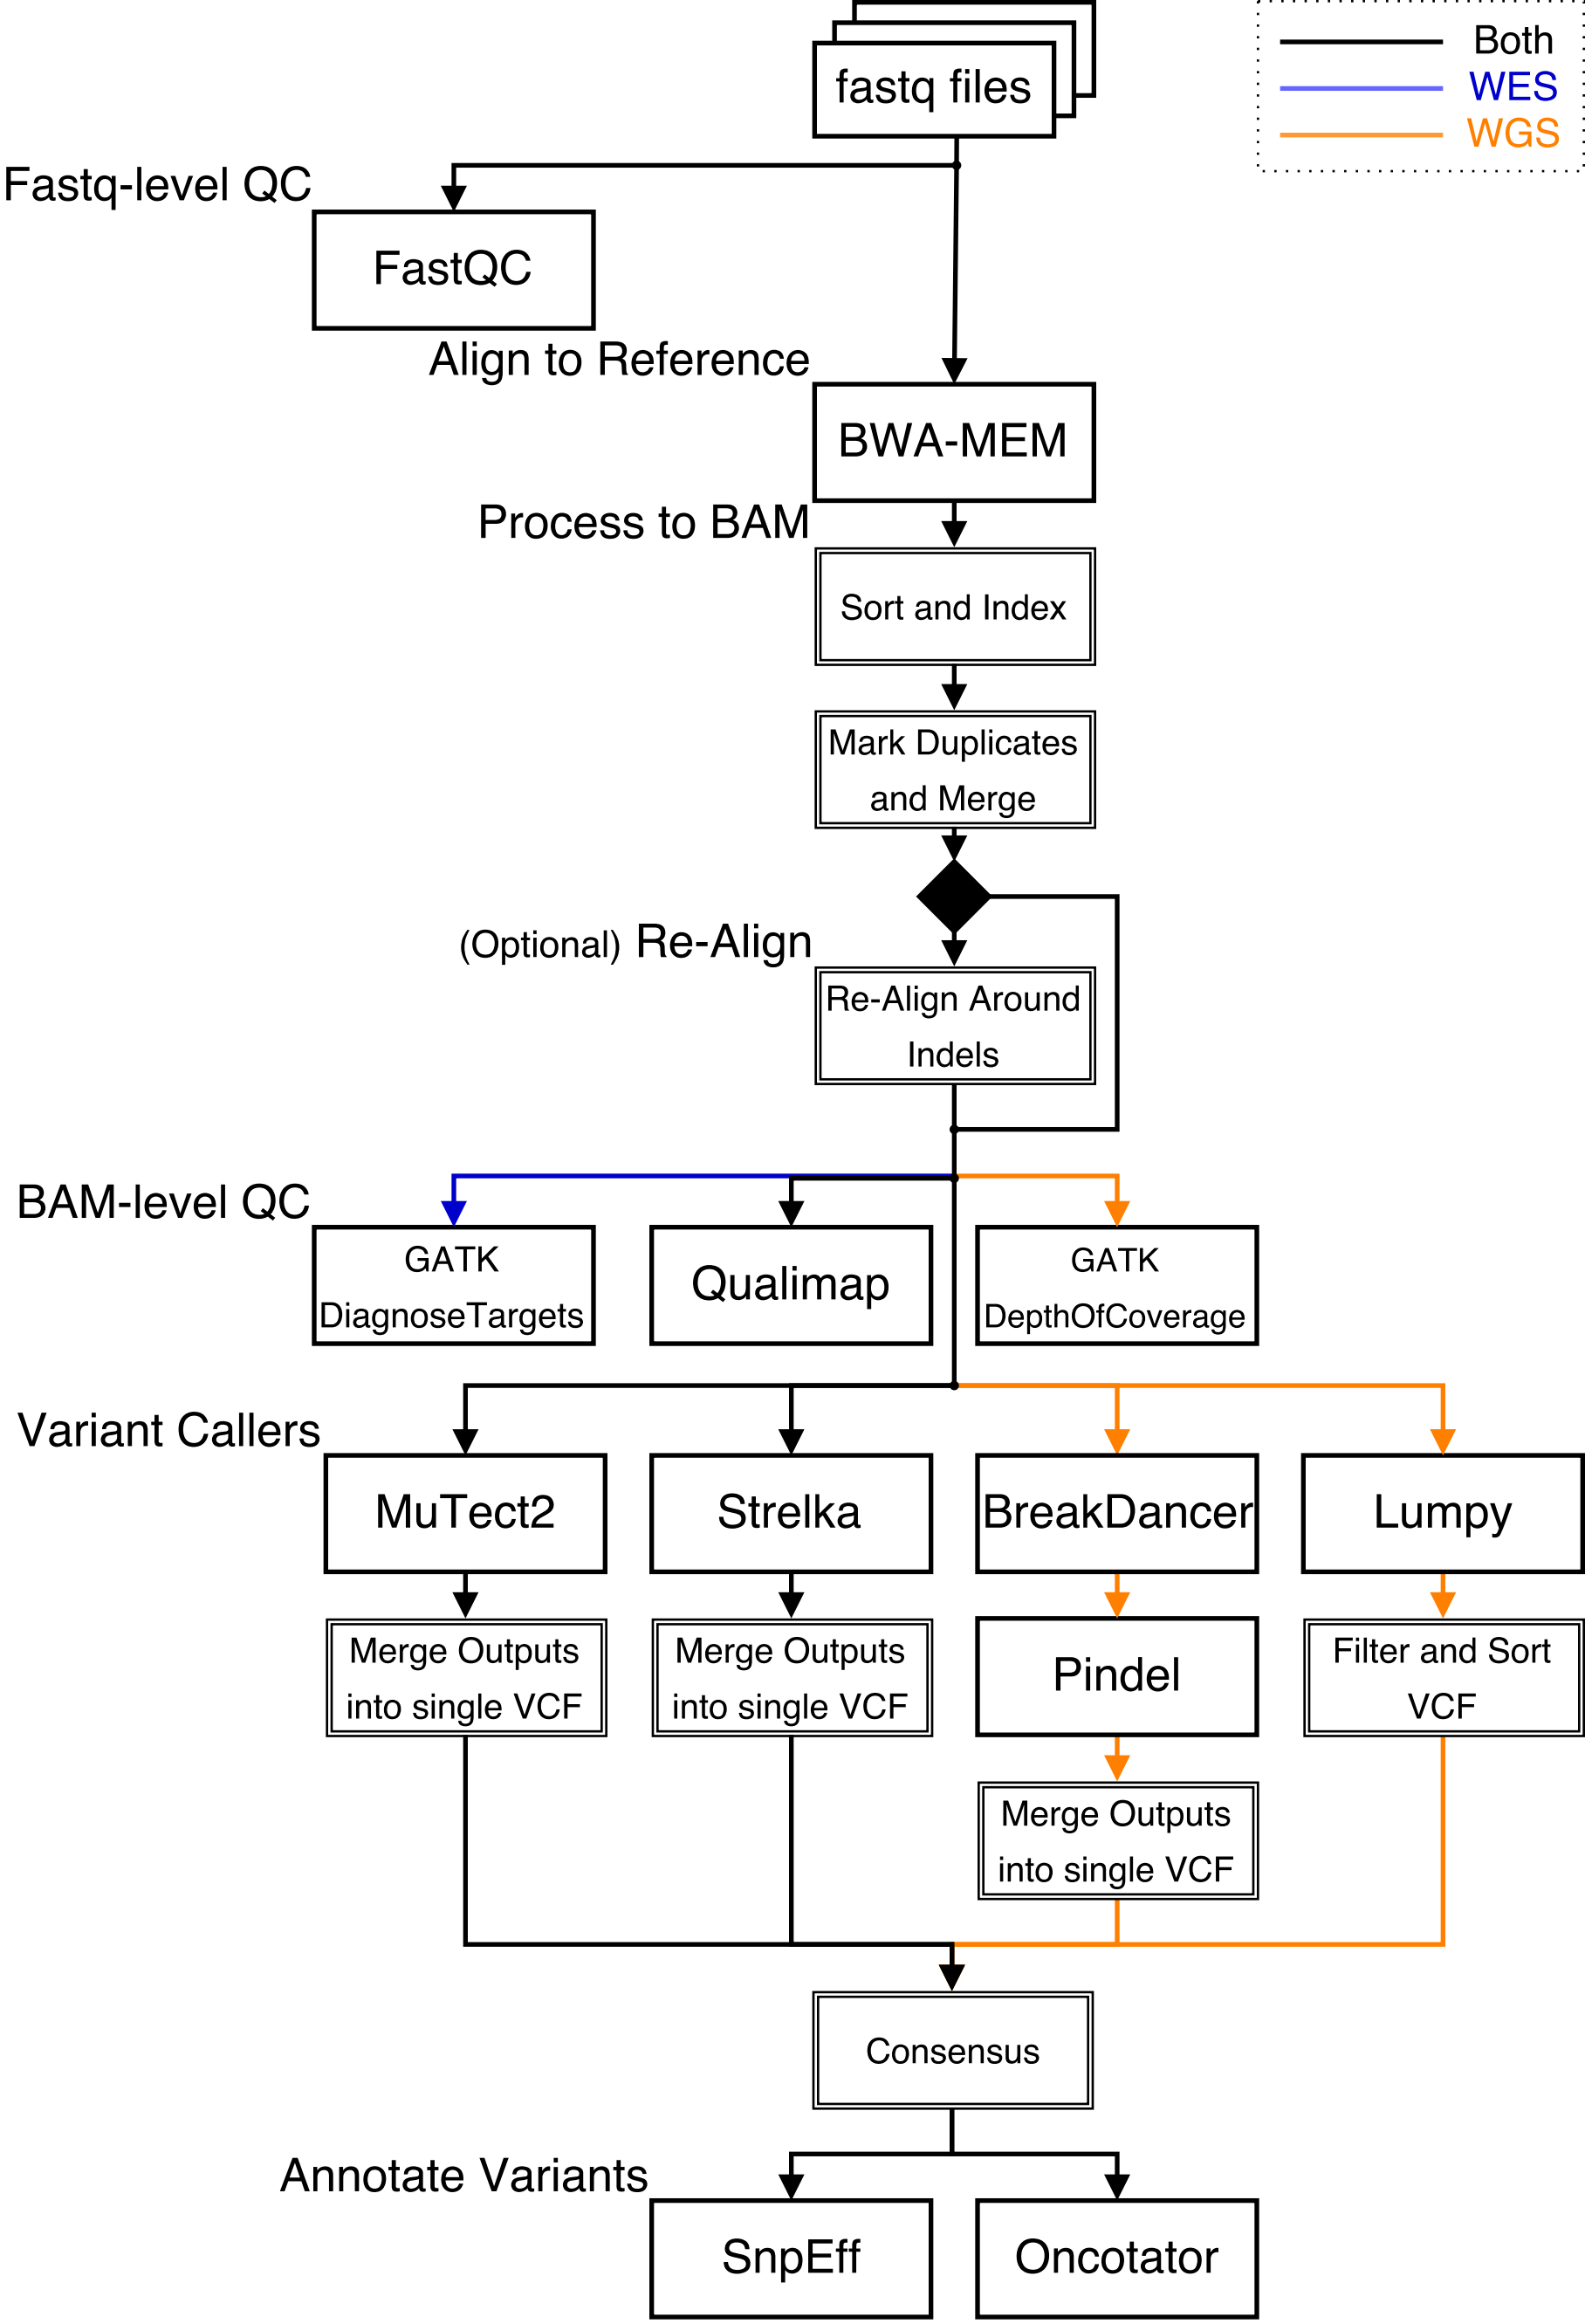 fastq files
Both
WES
WGS
Fastq-level QC
FastQC
Align to Reference
BWA-MEM
Process to BAM
Sort and Index
Mark Duplicates
and Merge
(Optional) Re-Align
Re-Align Around
Indels
BAM-level QC
GATK
DiagnoseTargets
Qualimap
GATK
DepthOfCoverage
Variant Callers
MuTect2
Strelka
BreakDancer
Lumpy
Merge Outputs
into single VCF
Merge Outputs
into single VCF
Pindel
Filter and Sort
VCF
Merge Outputs
into single VCF
Consensus
Annotate Variants
SnpEff
Oncotator